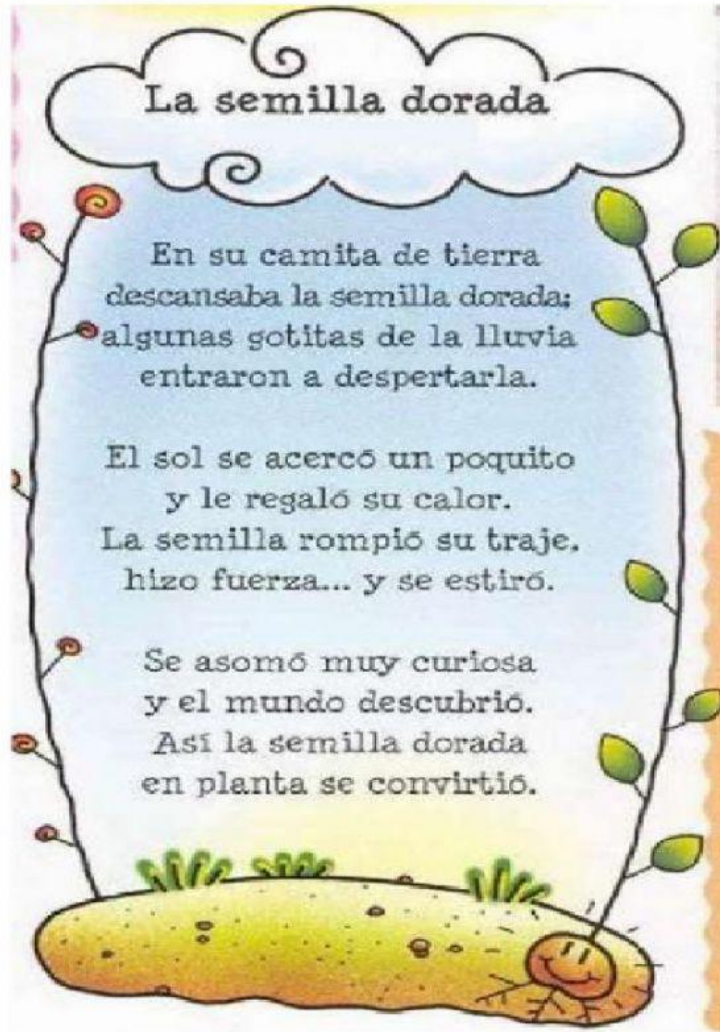 La semilla dorada
En su camita de tierra
descansaba la semilla dorada;
algunas gotitas de la lluvia
entraron a despertarla.
El sol se acercó un poquito
y le regaló su calor.
La semilla rompió su traje,
hizo fuerza... y se estiró.
Se asomó muy curiosa
y el mundo descubrió.
Así la semilla dorada
en planta se convirtió.